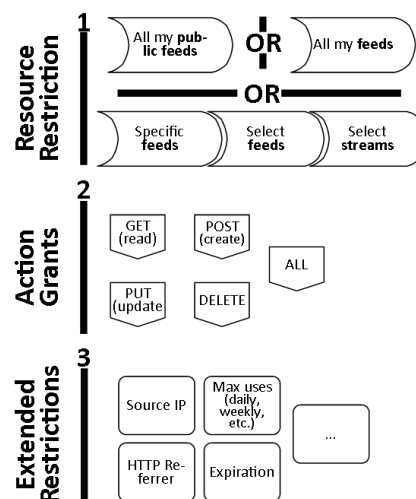 1
Resource
Restriction
All my pub-
lic feeds
OR
All my feeds
OR
Specific
feeds
Select
feeds
Select
streams
2
Action
Grants
GET
(read)
POST
(create)
ALL
PUT
(update
DELETE
3
Extended
Restrictions
Source IP
Max uses
(daily,
weekly,
etc.)
...
HTTP Re-
ferrer
Expiration